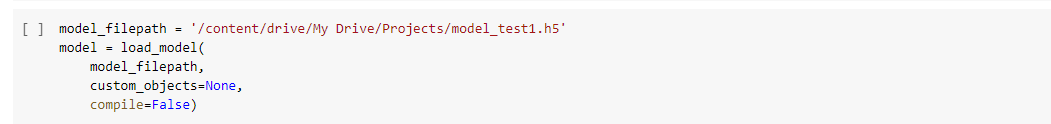 [ ] model_filepath = '/content/drive/My Drive/Projects/model_test1.h5'
model = load_model(
    model_filepath,
    custom_objects=None,
    compile=False)